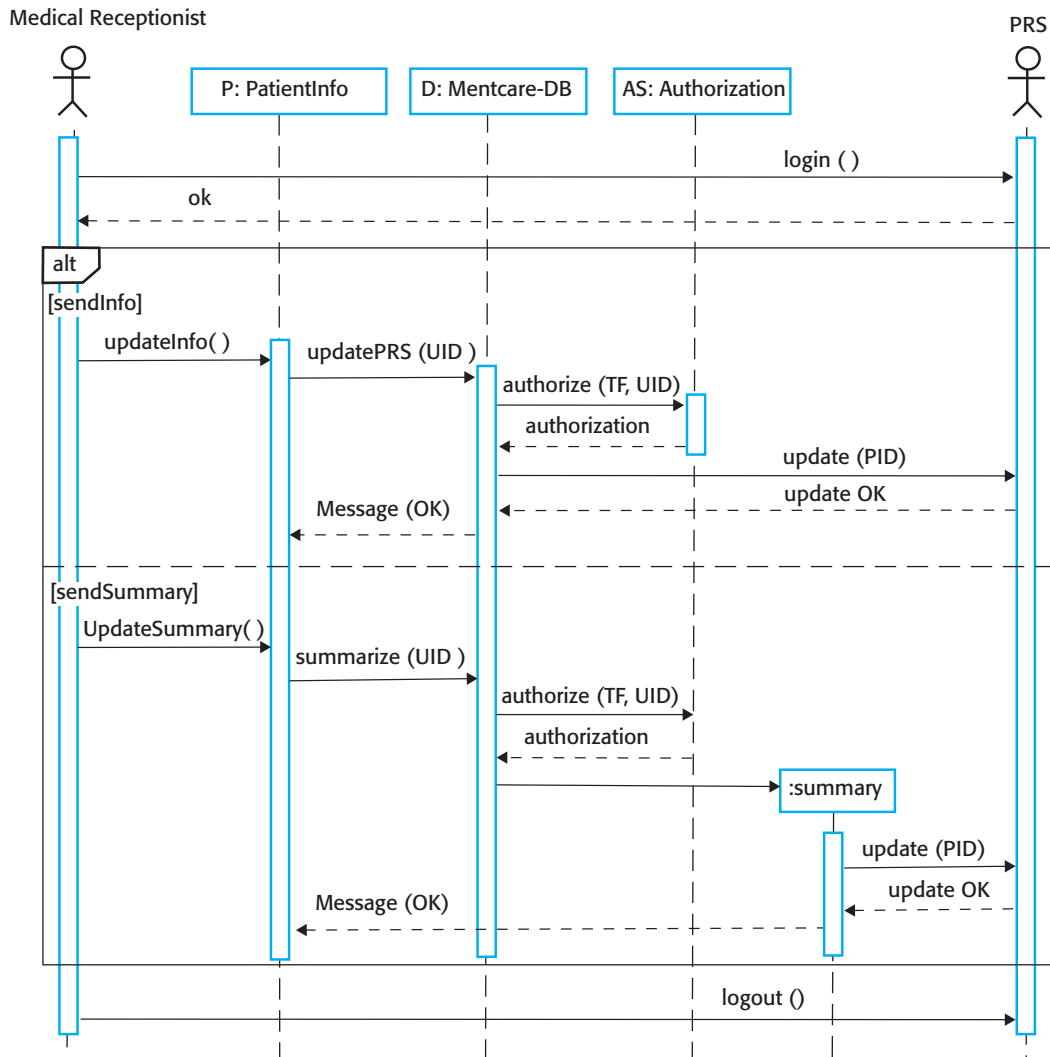 Medical Receptionist
PRS
P: PatientInfo
D: Mentcare-DB
AS: Authorization
login ( )
ok
alt
[sendInfo]
updateInfo( )
updatePRS (UID )
authorize (TF, UID)
authorization
update (PID)
update OK
Message (OK)
[sendSummary]
UpdateSummary( )
summarize (UID )
authorize (TF, UID)
authorization
:summary
update (PID)
update OK
Message (OK)
logout ()